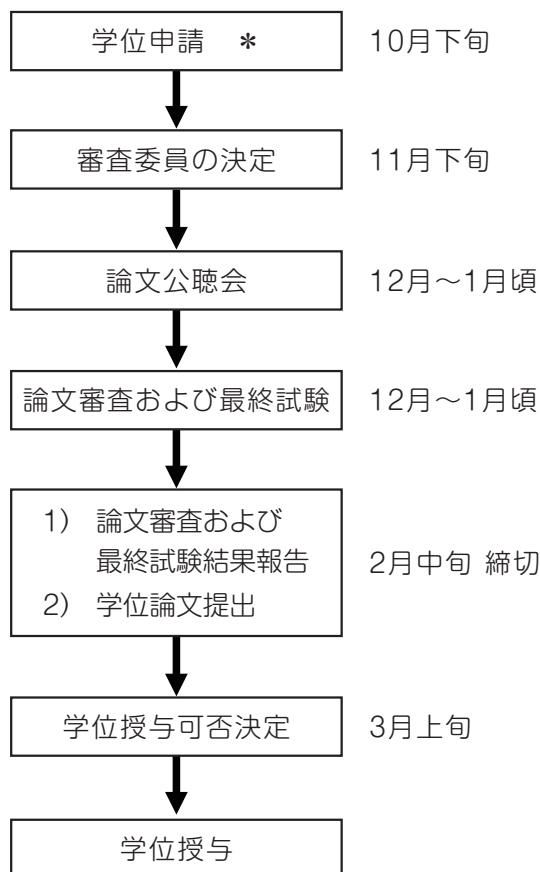 学位申請 * 10月下旬
審査委員の決定 11月下旬
論文公聴会 12月～1月頃
論文審査および最終試験 12月～1月頃
1) 論文審査および
最終試験結果報告
2月中旬 締切
2) 学位論文提出
学位授与可否決定 3月上旬
学位授与